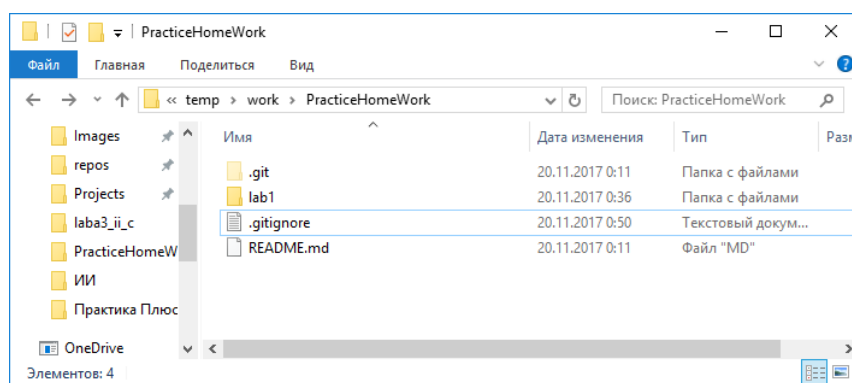 PracticeHomeWork
Файл Главная Поделиться Вид ?
« temp › work › PracticeHomeWork Поиск: PracticeHomeWork
Images
repos
Projects
laba3_ii_c
PracticeHomeW
ИИ
Практика Плюс
OneDrive
Имя Дата изменения Тип Разм
.git 20.11.2017 0:11 Папка с файлами
lab1 20.11.2017 0:36 Папка с файлами
.gitignore 20.11.2017 0:50 Текстовый докум...
README.md 20.11.2017 0:11 Файл "MD"
Элементов: 4